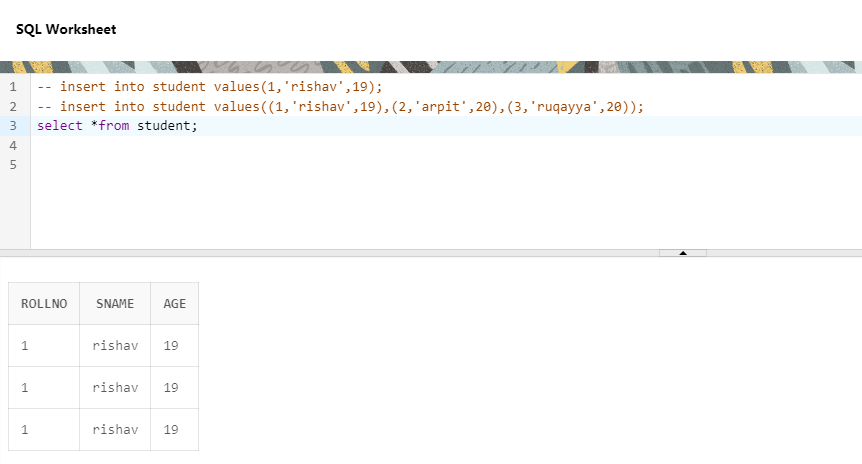 SQL Worksheet
1 -- insert into student values(1,'rishav',19);
2 -- insert into student values((1,'rishav',19),(2,'arpit',20),(3,'ruqayya',20));
3 select *from student;
4
5
ROLLNO SNAME AGE
1 rishav 19
1 rishav 19
1 rishav 19